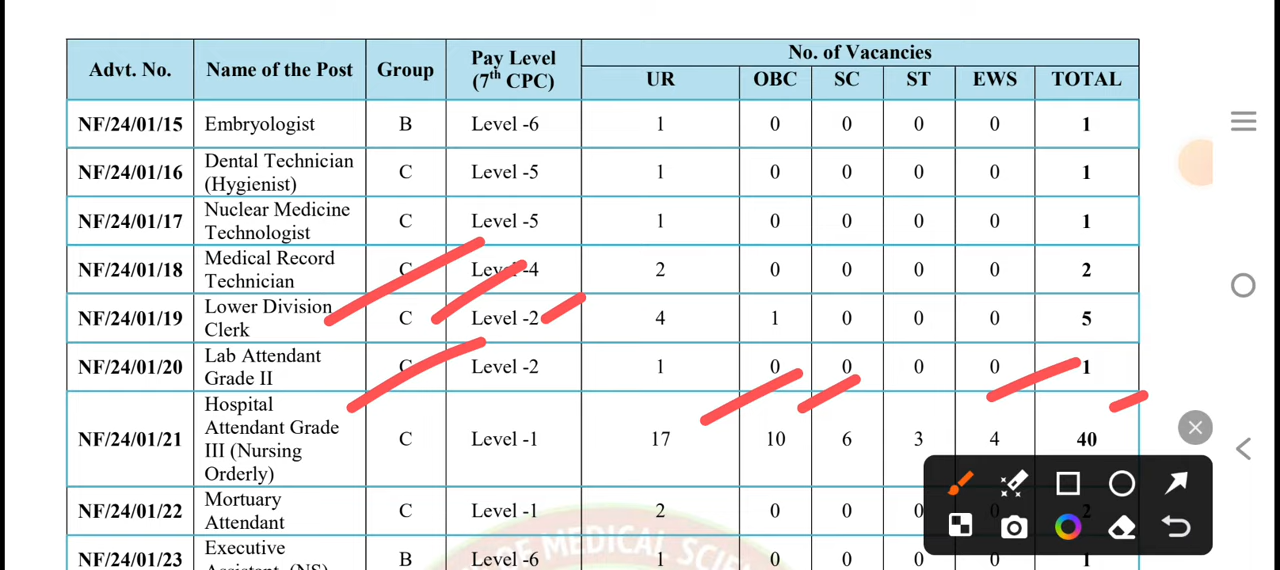 No. of Vacancies
Advt. No. Name of the Post Group Pay Level (7th CPC) UR OBC SC ST EWS TOTAL
NF/24/01/15 Embryologist B Level -6 1 0 0 0 0 1
NF/24/01/16 Dental Technician (Hygienist) C Level -5 1 0 0 0 0 1
NF/24/01/17 Nuclear Medicine Technologist C Level -5 1 0 0 0 0 1
NF/24/01/18 Medical Record Technician C Level -4 2 0 0 0 0 2
NF/24/01/19 Lower Division Clerk C Level -2 4 1 0 0 0 5
NF/24/01/20 Lab Attendant Grade II C Level -2 1 0 0 0 0 1
NF/24/01/21 Hospital Attendant Grade III (Nursing Orderly) C Level -1 17 10 6 3 4 40
NF/24/01/22 Mortuary Attendant C Level -1 2 0 0 0 0 2
NF/24/01/23 Executive B Level -6 1 0 0
OF MEDICAL SCIEN